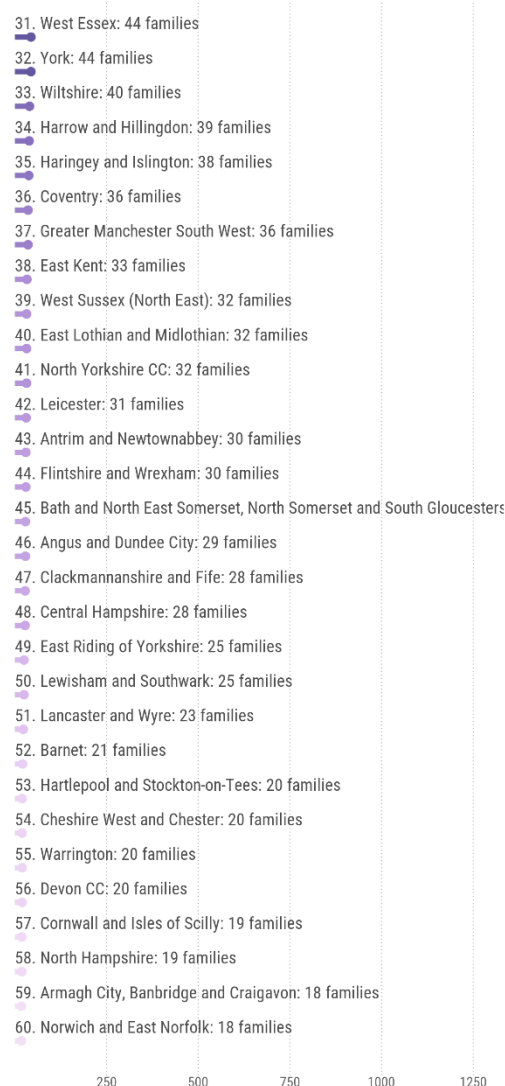 31. West Essex: 44 families
32. York: 44 families
33. Wiltshire: 40 families
34. Harrow and Hillingdon: 39 families
35. Haringey and Islington: 38 families
36. Coventry: 36 families
37. Greater Manchester South West: 36 families
38. East Kent: 33 families
39. West Sussex (North East): 32 families
40. East Lothian and Midlothian: 32 families
41. North Yorkshire CC: 32 families
42. Leicester: 31 families
43. Antrim and Newtownabbey: 30 families
44. Flintshire and Wrexham: 30 families
45. Bath and North East Somerset, North Somerset and South Gloucesters
46. Angus and Dundee City: 29 families
47. Clackmannanshire and Fife: 28 families
48. Central Hampshire: 28 families
49. East Riding of Yorkshire: 25 families
50. Lewisham and Southwark: 25 families
51. Lancaster and Wyre: 23 families
52. Barnet: 21 families
53. Hartlepool and Stockton-on-Tees: 20 families
54. Cheshire West and Chester: 20 families
55. Warrington: 20 families
56. Devon CC: 20 families
57. Cornwall and Isles of Scilly: 19 families
58. North Hampshire: 19 families
59. Armagh City, Banbridge and Craigavon: 18 families
60. Norwich and East Norfolk: 18 families
250 500 750 1000 1250